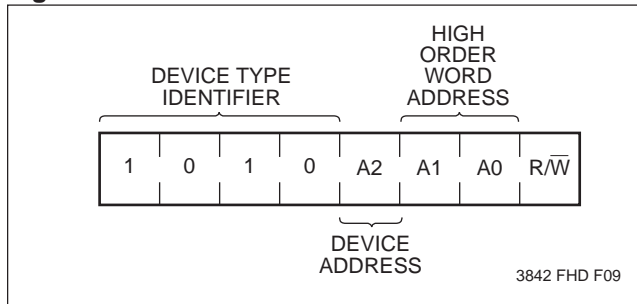 HIGH
ORDER
WORD
ADDRESS
DEVICE TYPE
IDENTIFIER
1 0 1 0 A2 A1 A0 R/W̅
DEVICE
ADDRESS
3842 FHD F09